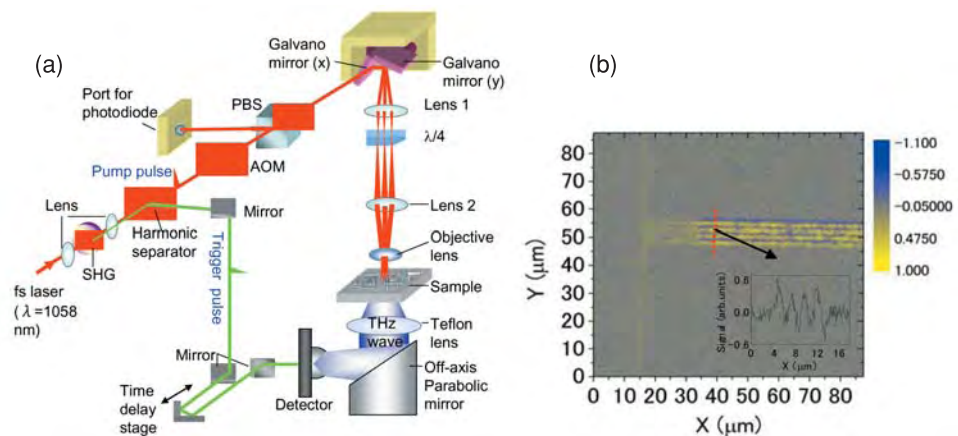 (a)
Galvano
mirror (x)
Galvano
mirror (y)
Port for
photodiode
PBS
Lens 1
λ/4
AOM
Pump pulse
Lens
Mirror
Lens 2
Harmonic
separator
Objective
lens
SHG
Sample
fs laser
( λ=1058
nm)
Trigger
pulse
THz
wave
Teflon
lens
Mirror
Off-axis
Parabolic
mirror
Time
delay
stage
Detector
(b)
80
70
60
50
40
30
20
10
0
Y (μm)
0 10 20 30 40 50 60 70 80
X (μm)
-1.100
-0.5750
-0.05000
0.4750
1.000
Signal (arb.units)
0.5
0.0
-0.5
0 6 12 18
X (μm)